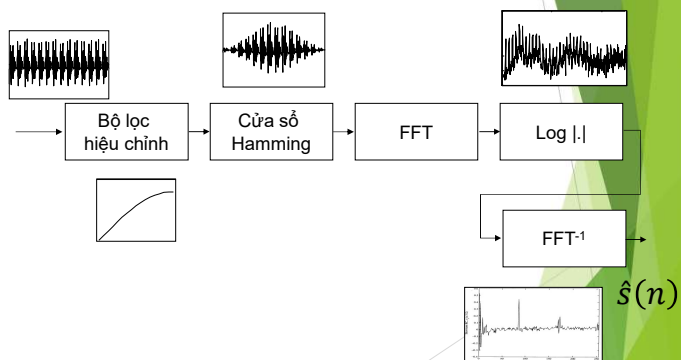 Bộ lọc
hiệu chỉnh
Cửa sổ
Hamming
FFT
Log |.|
FFT-1
ŝ(n)